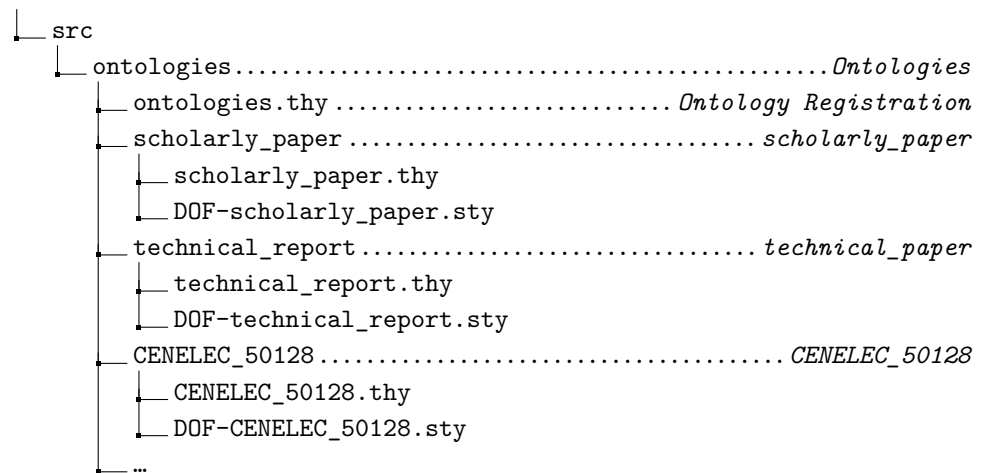 src
ontologies......................................................Ontologies
ontologies.thy.............................Ontology Registration
scholarly_paper...................................scholarly_paper
scholarly_paper.thy
DOF-scholarly_paper.sty
technical_report..................................technical_paper
technical_report.thy
DOF-technical_report.sty
CENELEC_50128........................................CENELEC_50128
CENELEC_50128.thy
DOF-CENELEC_50128.sty
…